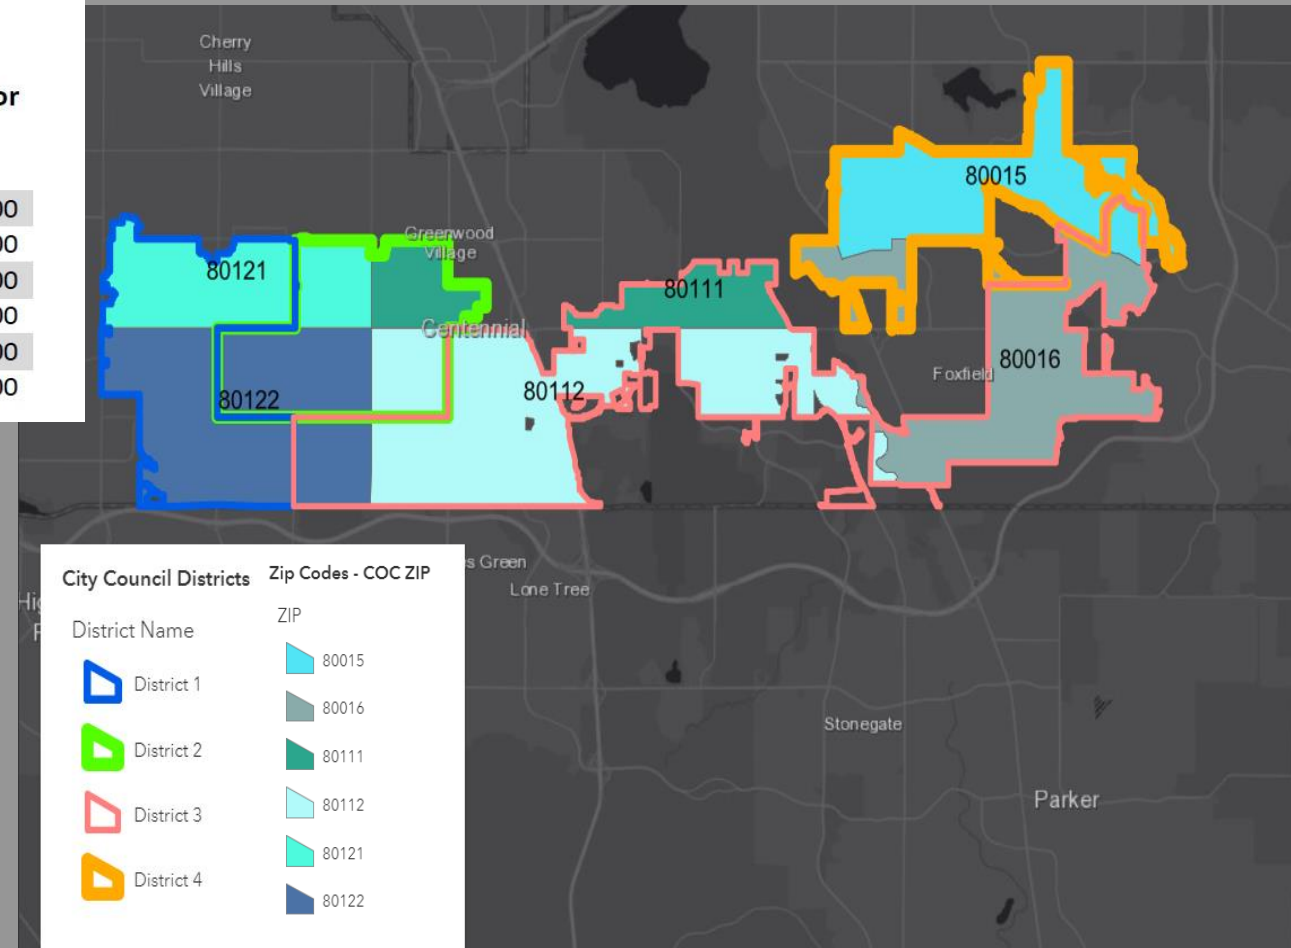 or
00
00
00
00
00
00
Cherry
Hills
Village
80015
Greenwood
Village
80121
80111
Centennial
80016
Foxfield
80112
80122
s Green
Lone Tree
City Council Districts
District Name
District 1
District 2
District 3
District 4
Zip Codes - COC ZIP
ZIP
80015
80016
80111
80112
80121
80122
Stonegate
Parker